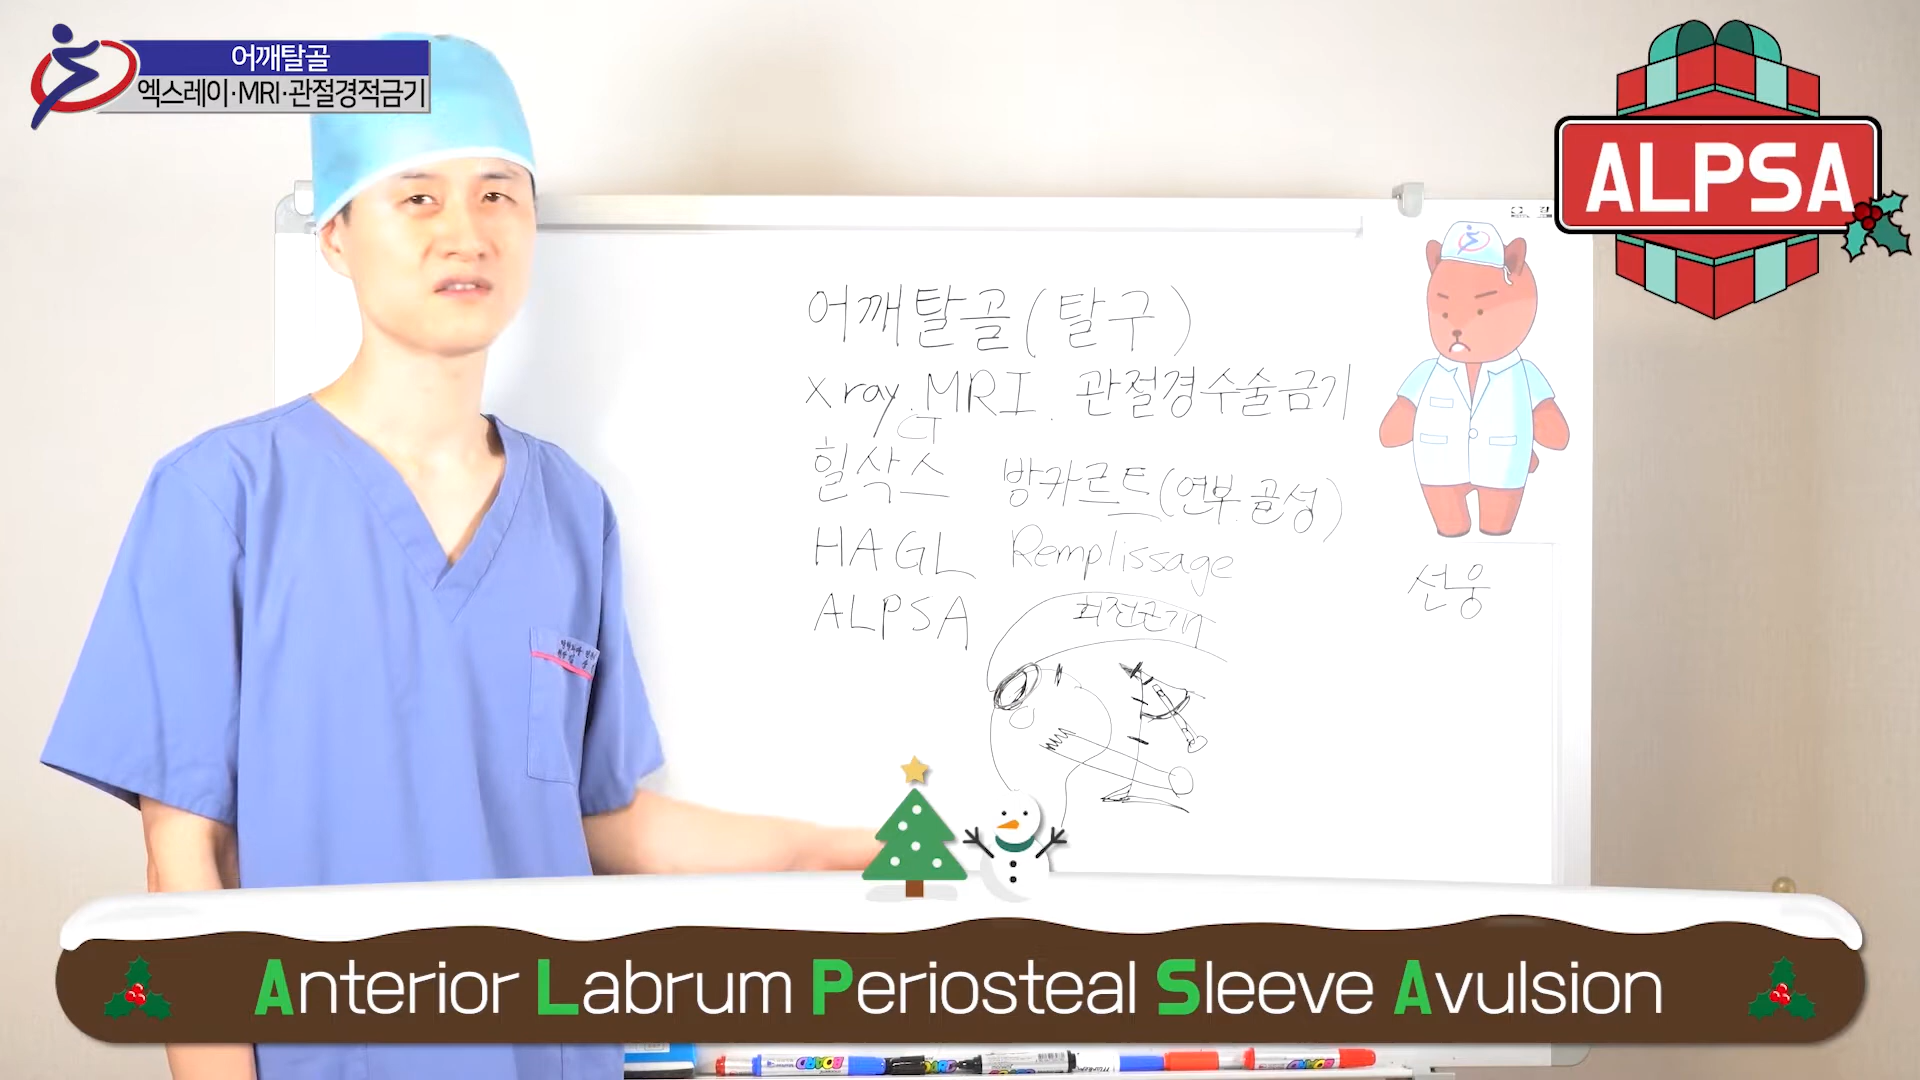 어깨탈골
엑스레이·MRI·관절경적금기
ALPSA
어깨탈골(탈구)
X ray. MRI. 관절경수술금기
CT
힐삭스 방카르트(연부.골성)
HAGL Remplissage
ALPSA 회전근개
선웅
Anterior Labrum Periosteal Sleeve Avulsion
BOARD